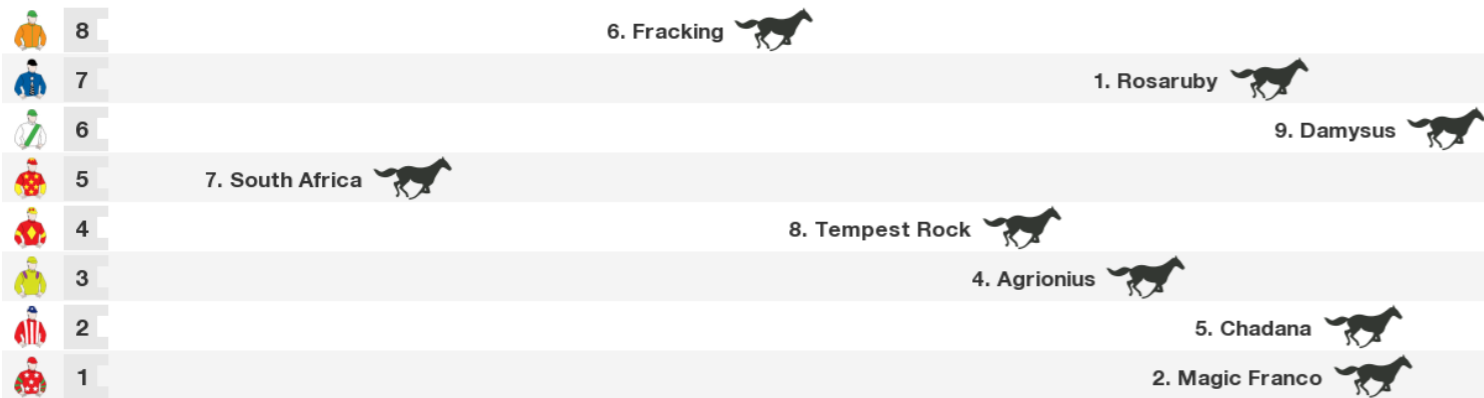 8 6. Fracking
7 1. Rosaruby
6 9. Damysus
5 7. South Africa
4 8. Tempest Rock
3 4. Agrionius
2 5. Chadana
1 2. Magic Franco